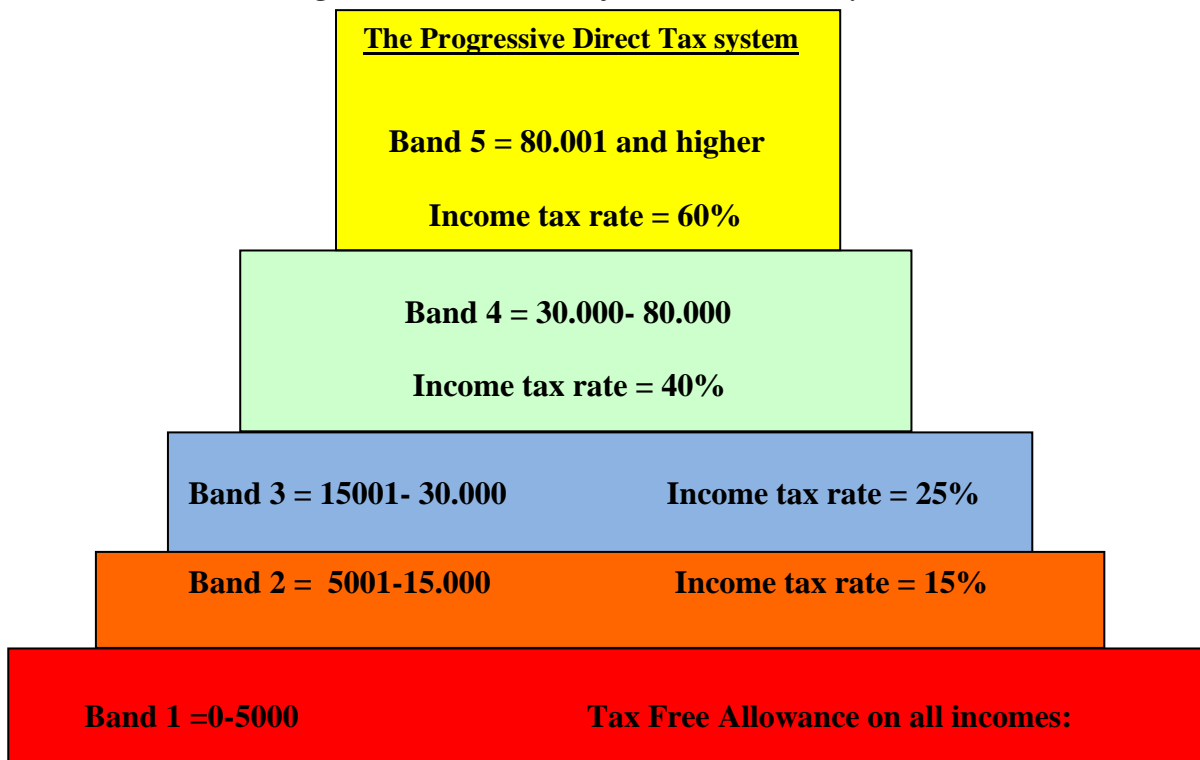 The Progressive Direct Tax system
Band 5 = 80.001 and higher
Income tax rate = 60%
Band 4 = 30.000- 80.000
Income tax rate = 40%
Band 3 = 15001- 30.000 Income tax rate = 25%
Band 2 = 5001-15.000 Income tax rate = 15%
Band 1 =0-5000 Tax Free Allowance on all incomes: